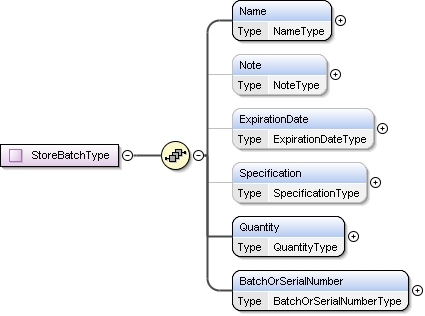 Name
Type NameType
Note
Type NoteType
ExpirationDate
Type ExpirationDateType
StoreBatchType
Specification
Type SpecificationType
Quantity
Type QuantityType
BatchOrSerialNumber
Type BatchOrSerialNumberType